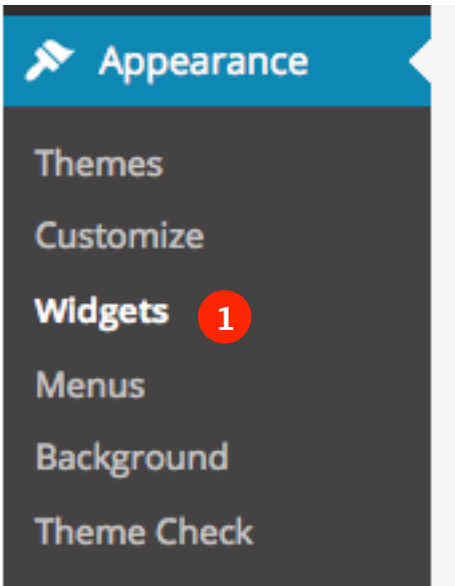 Appearance
Themes
Customize
Widgets 1
Menus
Background
Theme Check